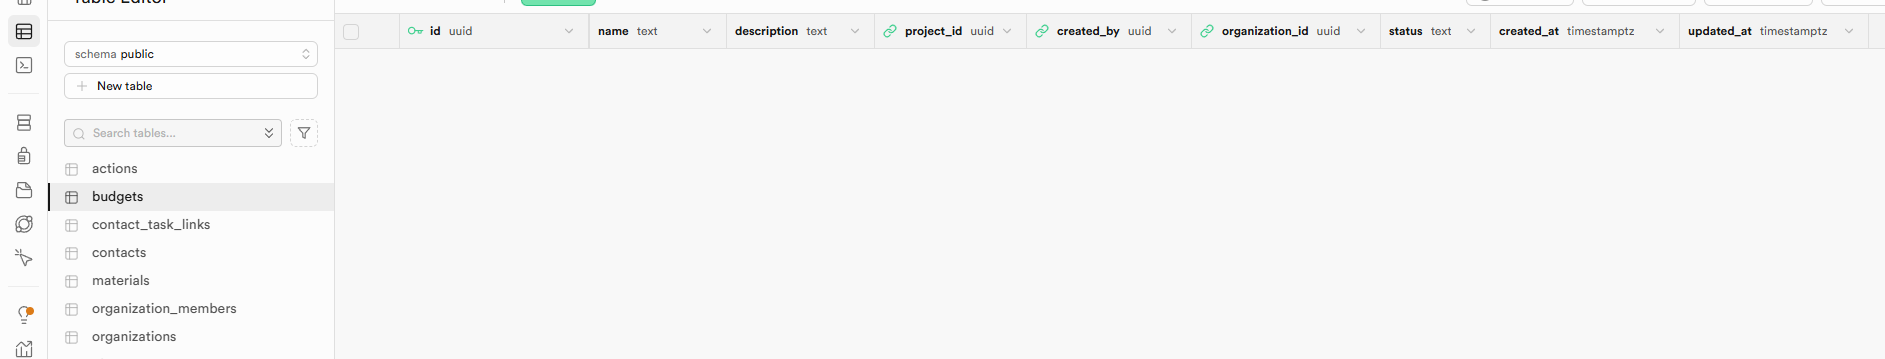 Table Editor
schema public
New table
Search tables...
actions
budgets
contact_task_links
contacts
materials
organization_members
organizations
id uuid name text description text project_id uuid created_by uuid organization_id uuid status text created_at timestamptz updated_at timestamptz